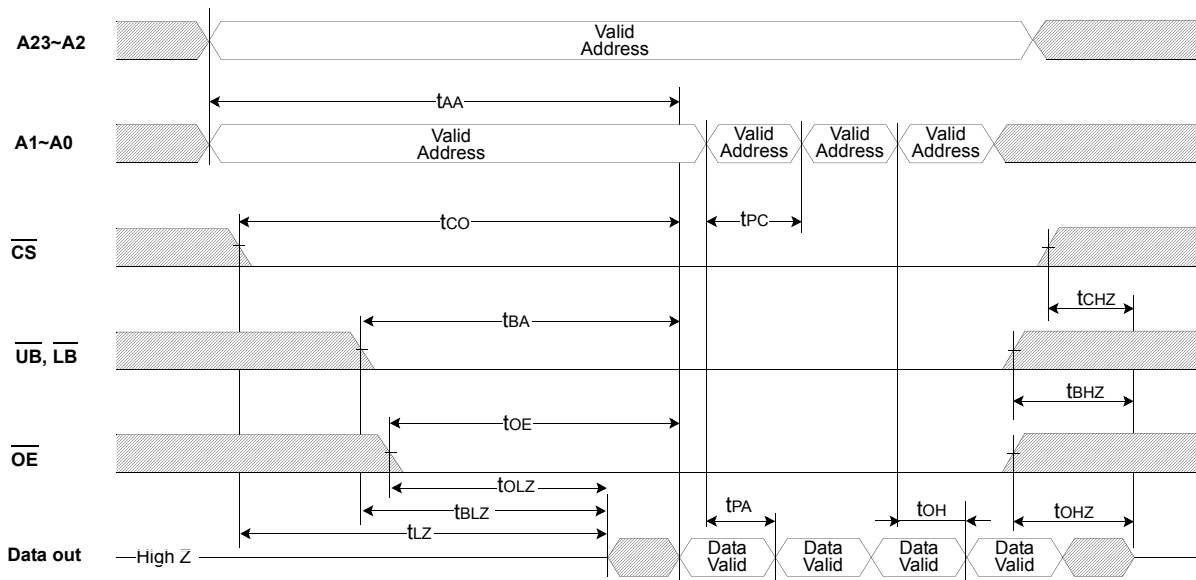 A23~A2
Valid
Address
tAA
A1~A0
Valid
Address
Valid
Address
Valid
Address
Valid
Address
tCO
tPC
CS
tCHZ
tBA
UB, LB
tBHZ
tOE
OE
tOLZ
tBLZ
tPA
tOH
tOHZ
tLZ
Data out
High Z
Data
Valid
Data
Valid
Data
Valid
Data
Valid